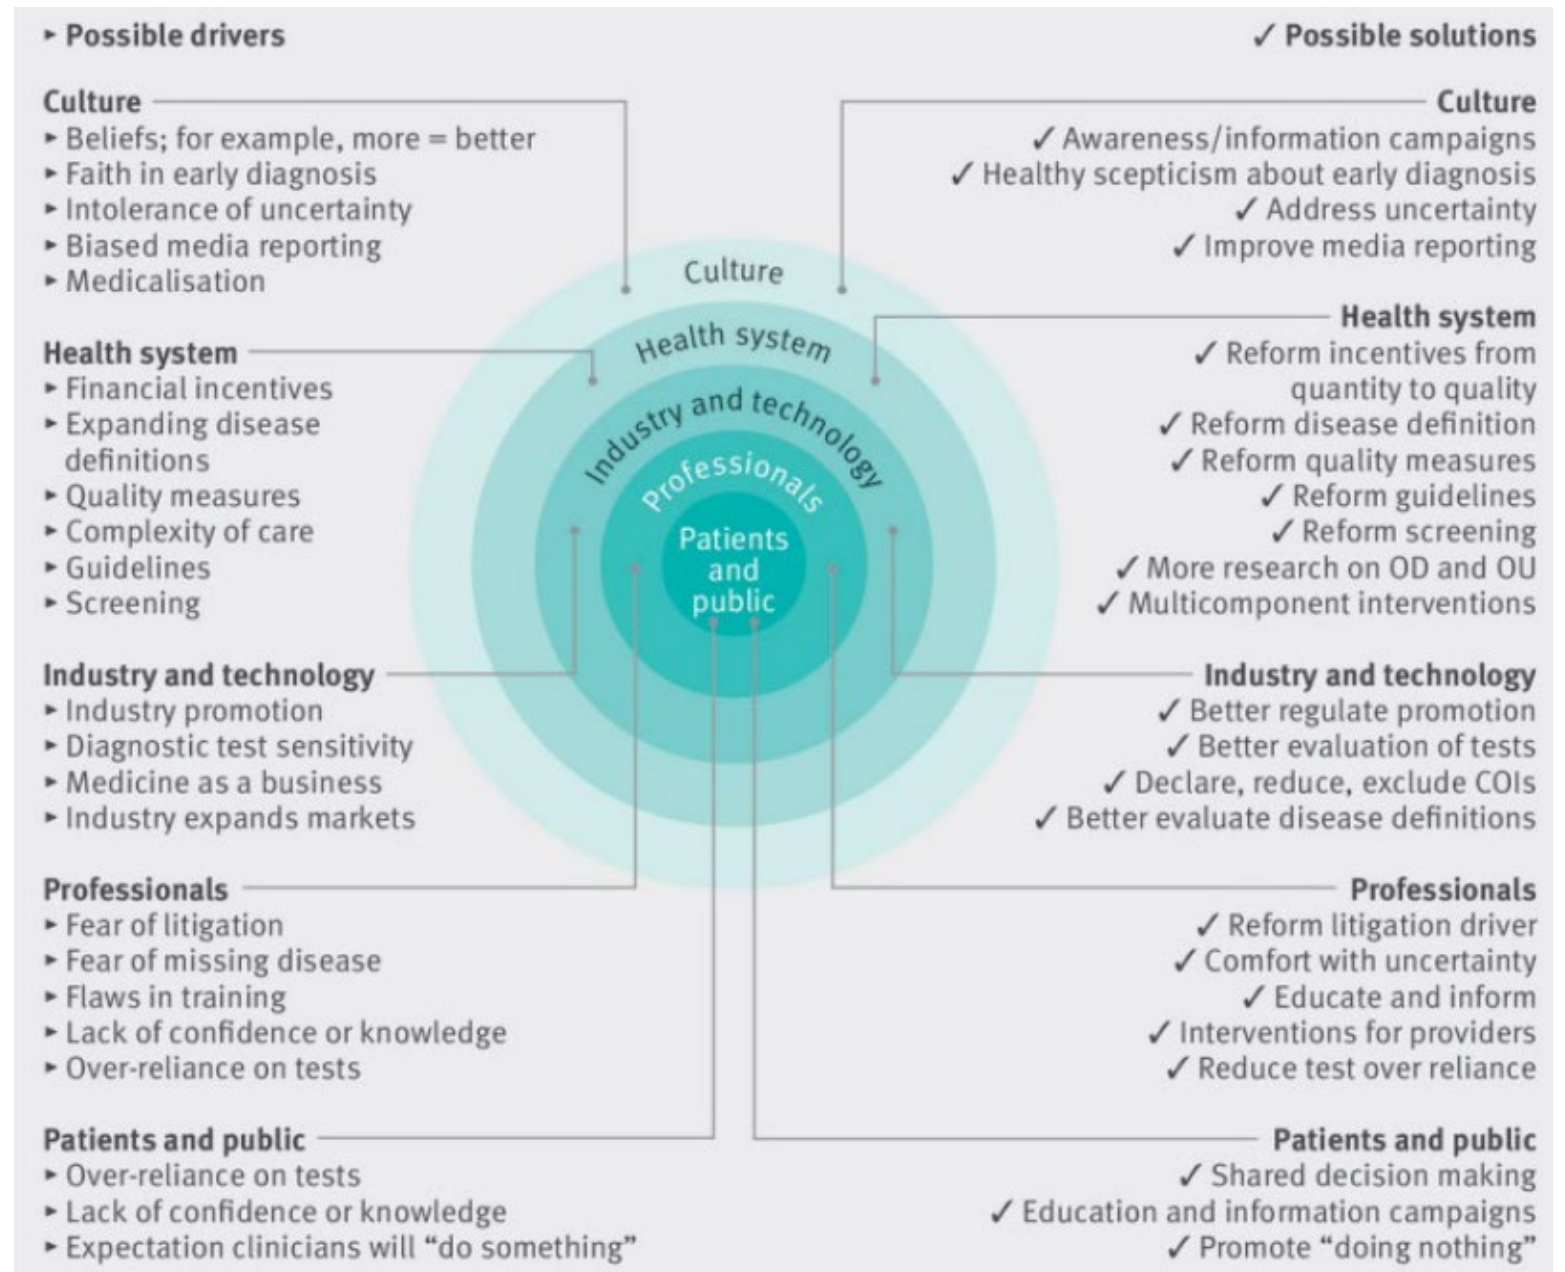 ▸ Possible drivers
Culture
▸ Beliefs; for example, more = better
▸ Faith in early diagnosis
▸ Intolerance of uncertainty
▸ Biased media reporting
▸ Medicalisation
Health system
▸ Financial incentives
▸ Expanding disease
definitions
▸ Quality measures
▸ Complexity of care
▸ Guidelines
▸ Screening
Industry and technology
▸ Industry promotion
▸ Diagnostic test sensitivity
▸ Medicine as a business
▸ Industry expands markets
Professionals
▸ Fear of litigation
▸ Fear of missing disease
▸ Flaws in training
▸ Lack of confidence or knowledge
▸ Over-reliance on tests
Patients and public
▸ Over-reliance on tests
▸ Lack of confidence or knowledge
▸ Expectation clinicians will “do something”
Culture
Health system
Industry and technology
Professionals
Patients
and
public
✓ Possible solutions
Culture
✓ Awareness/information campaigns
✓ Healthy scepticism about early diagnosis
✓ Address uncertainty
✓ Improve media reporting
Health system
✓ Reform incentives from
quantity to quality
✓ Reform disease definition
✓ Reform quality measures
✓ Reform guidelines
✓ Reform screening
✓ More research on OD and OU
✓ Multicomponent interventions
Industry and technology
✓ Better regulate promotion
✓ Better evaluation of tests
✓ Declare, reduce, exclude COIs
✓ Better evaluate disease definitions
Professionals
✓ Reform litigation driver
✓ Comfort with uncertainty
✓ Educate and inform
✓ Interventions for providers
✓ Reduce test over reliance
Patients and public
✓ Shared decision making
✓ Education and information campaigns
✓ Promote “doing nothing”